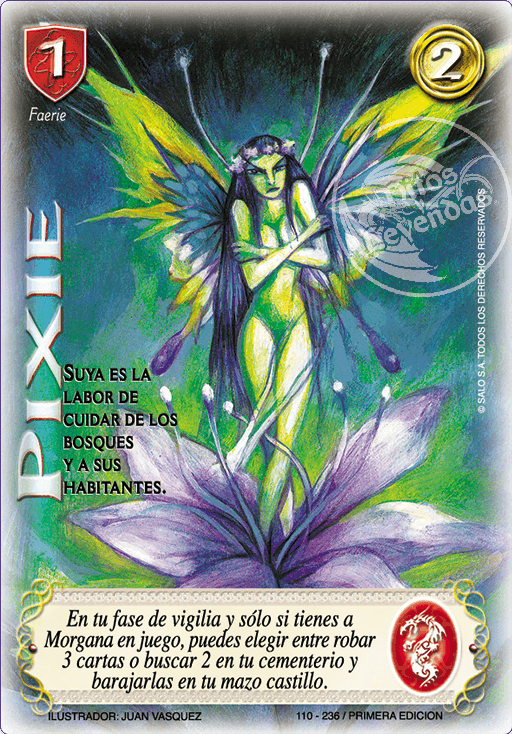 1
2
Faerie
Mitos
y
Leyendas
© SALO S.A. TODOS LOS DERECHOS RESERVADOS
PIXIE
SUYA ES LA
LABOR DE
CUIDAR DE LOS
BOSQUES
Y A SUS
HABITANTES.
En tu fase de vigilia y sólo si tienes a
Morgana en juego, puedes elegir entre robar
3 cartas o buscar 2 en tu cementerio y
barajarlas en tu mazo castillo.
ILUSTRADOR: JUAN VASQUEZ
110 - 236 / PRIMERA EDICION